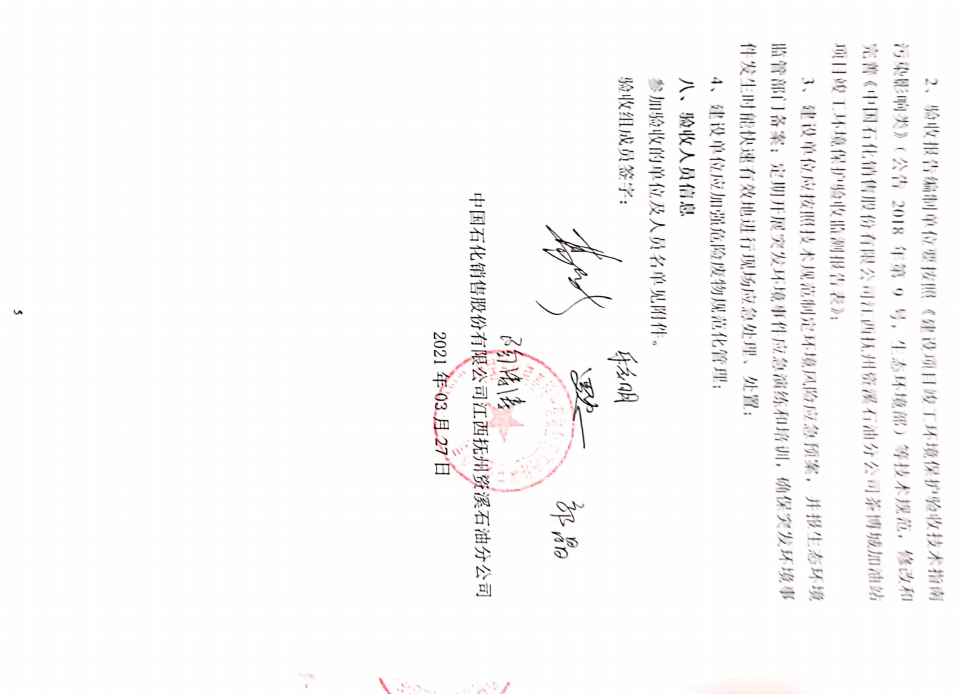 2、验收报告编制单位要按照《建设项目竣工环境保护验收技术指南
污染影响类》（公告 2018 年第 9 号，生态环境部）等技术规范，修改和
完善《中国石化销售股份有限公司江西抚州资溪石油分公司茶博城加油站
项目竣工环境保护验收监测报告表》；
3、建设单位应按照技术规范制定环境风险应急预案，并报生态环境
监管部门备案；定期开展突发环境事件应急演练和培训，确保突发环境事
件发生时能快速有效地进行现场应急处理、处置；
4、建设单位应加强危险废物规范化管理；
八、验收人员信息
参加验收的单位及人员名单见附件。
验收组成员签字：
中国石化销售股份有限公司江西抚州资溪石油分公司
2021 年 03 月 27 日
5